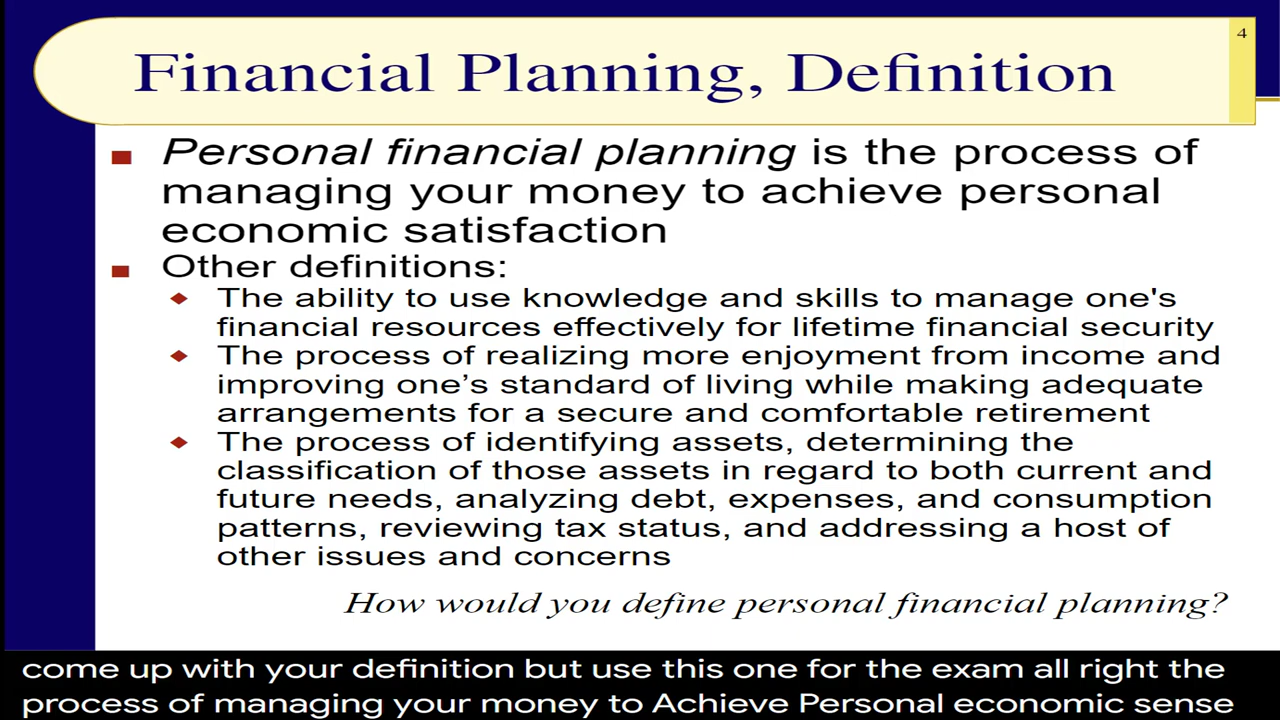 4
Financial Planning, Definition
Personal financial planning is the process of
managing your money to achieve personal
economic satisfaction
Other definitions:
The ability to use knowledge and skills to manage one's
financial resources effectively for lifetime financial security
The process of realizing more enjoyment from income and
improving one’s standard of living while making adequate
arrangements for a secure and comfortable retirement
The process of identifying assets, determining the
classification of those assets in regard to both current and
future needs, analyzing debt, expenses, and consumption
patterns, reviewing tax status, and addressing a host of
other issues and concerns
How would you define personal financial planning?
come up with your definition but use this one for the exam all right the
process of managing your money to Achieve Personal economic sense